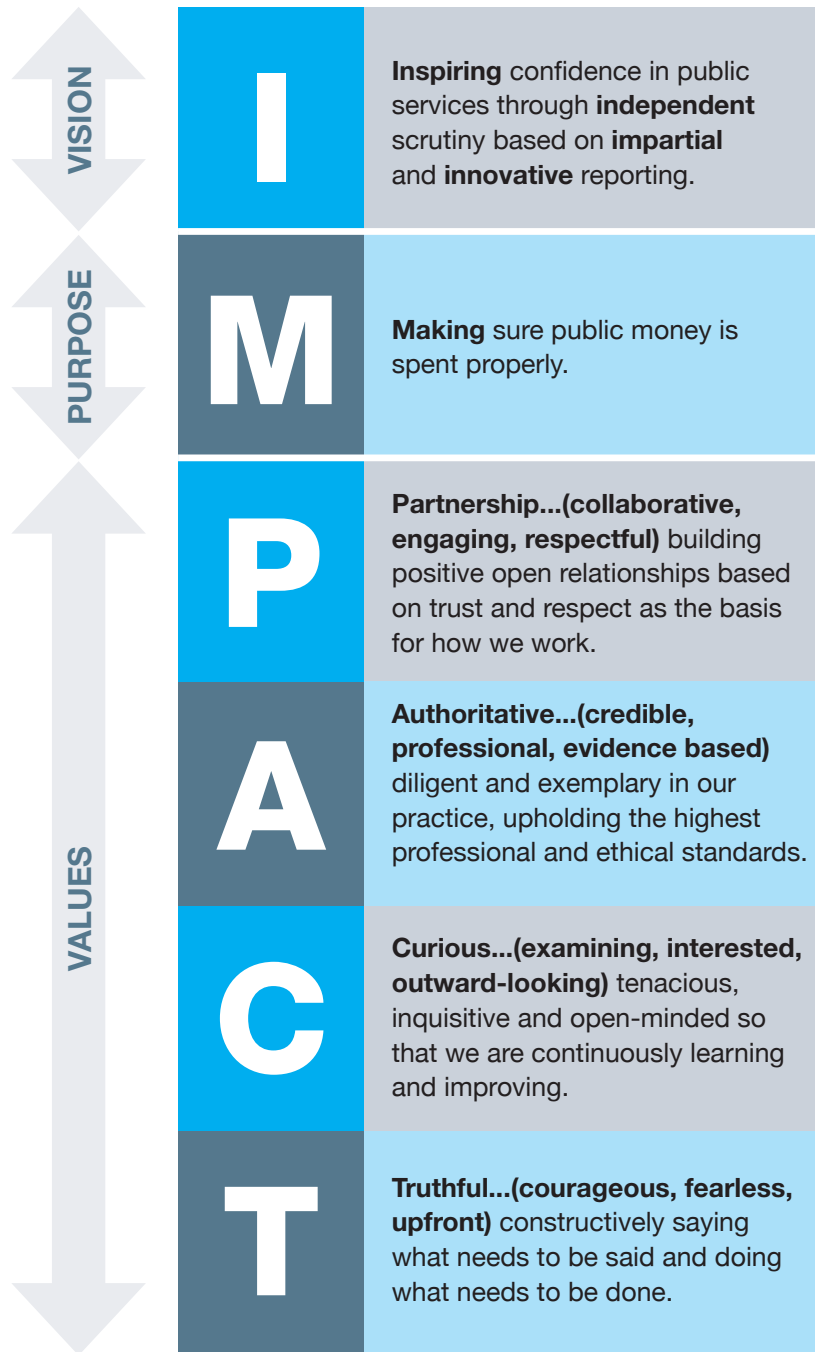 VISION
I
Inspiring confidence in public
services through independent
scrutiny based on impartial
and innovative reporting.
PURPOSE
M
Making sure public money is
spent properly.
VALUES
P
Partnership...(collaborative,
engaging, respectful) building
positive open relationships based
on trust and respect as the basis
for how we work.
A
Authoritative...(credible,
professional, evidence based)
diligent and exemplary in our
practice, upholding the highest
professional and ethical standards.
C
Curious...(examining, interested,
outward-looking) tenacious,
inquisitive and open-minded so
that we are continuously learning
and improving.
T
Truthful...(courageous, fearless,
upfront) constructively saying
what needs to be said and doing
what needs to be done.